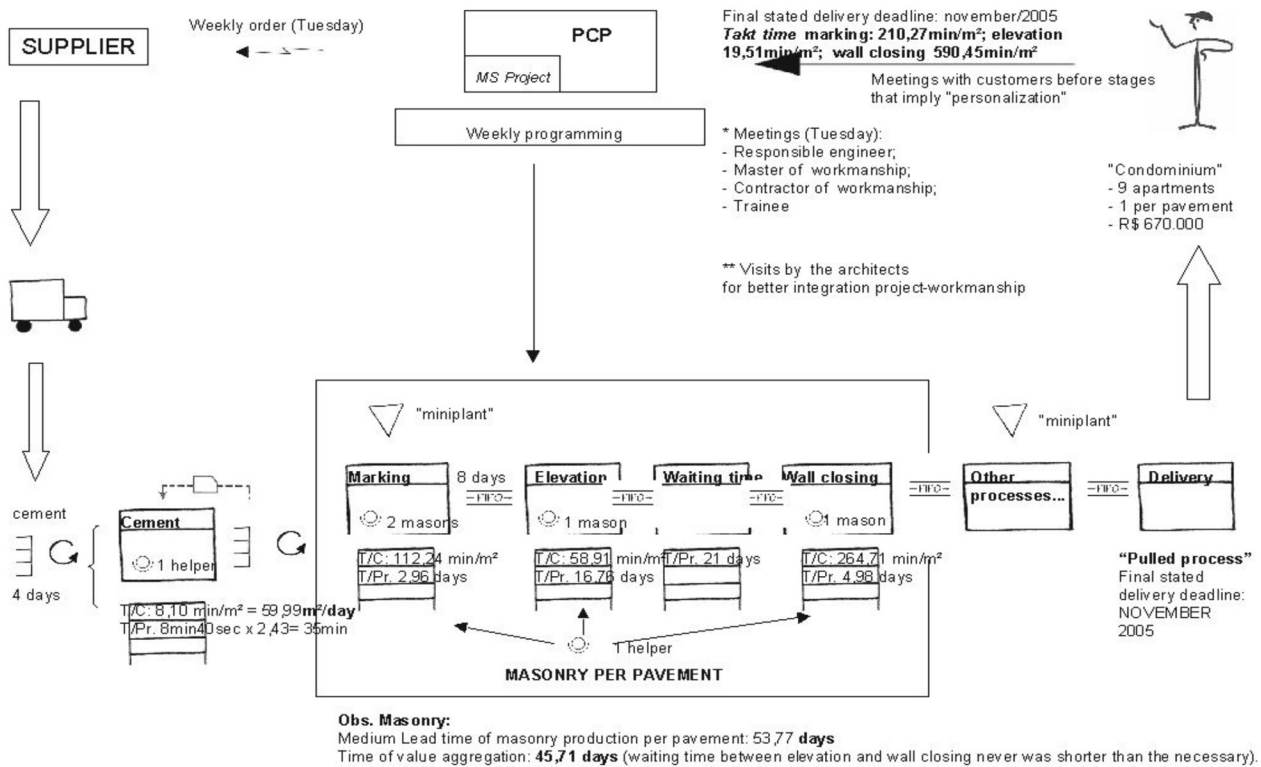 SUPPLIER
Weekly order (Tuesday)
PCP
MS Project
Weekly programming
Final stated delivery deadline: november/2005
Takt time marking: 210,27min/m²; elevation
19,51min/m²; wall closing 590,45min/m²
Meetings with customers before stages
that imply "personalization"
* Meetings (Tuesday):
- Responsible engineer;
- Master of workmanship;
- Contractor of workmanship;
- Trainee
** Visits by the architects
for better integration project-workmanship
"Condominium"
- 9 apartments
- 1 per pavement
- R$ 670.000
cement
4 days
Cement
1 helper
T/C: 8,10 min/m² = 59,99m²/day
T/Pr. 8min40sec x 2,43= 35min
"miniplant"
Marking
2 masons
T/C: 112,24 min/m²
T/Pr. 2,96 days
8 days
FIFO
Elevation
1 mason
T/C: 58,91 min/m²
T/Pr. 16,76 days
FIFO
Waiting time
T/Pr. 21 days
FIFO
Wall closing
1 mason
T/C: 264,71 min/m²
T/Pr. 4,98 days
1 helper
MASONRY PER PAVEMENT
FIFO
"miniplant"
Other
processes...
FIFO
Delivery
"Pulled process"
Final stated
delivery deadline:
NOVEMBER
2005
Obs. Masonry:
Medium Lead time of masonry production per pavement: 53,77 days
Time of value aggregation: 45,71 days (waiting time between elevation and wall closing never was shorter than the necessary).